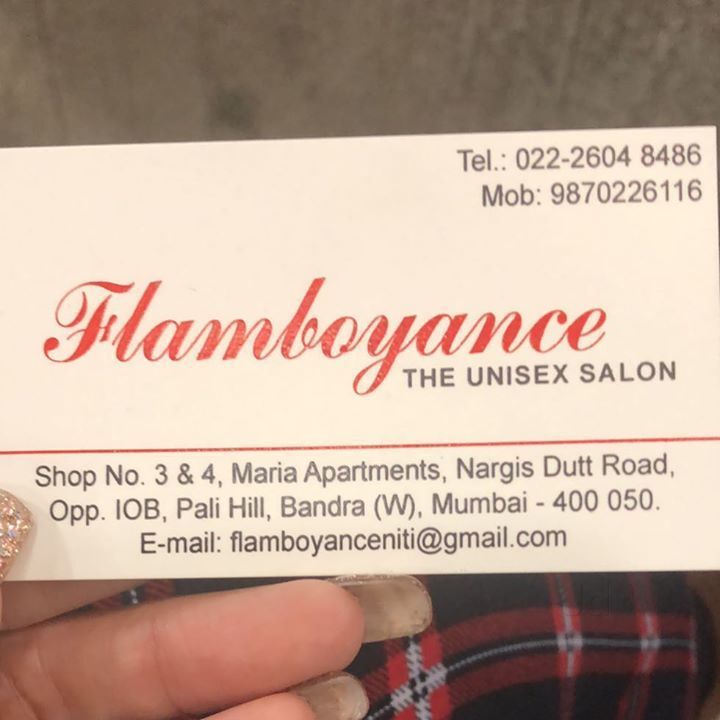 Tel.: 022-2604 8486
Mob: 9870226116
Flamboyance
THE UNISEX SALON
Shop No. 3 & 4, Maria Apartments, Nargis Dutt Road,
Opp. IOB, Pali Hill, Bandra (W), Mumbai - 400 050.
E-mail: flamboyanceniti@gmail.com